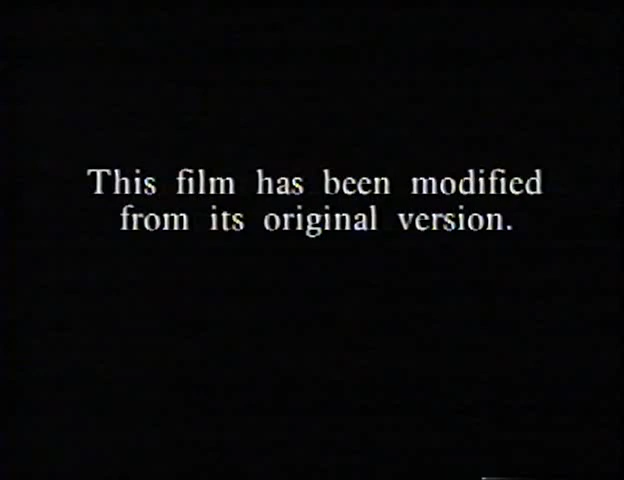 This film has been modified
from its original version.